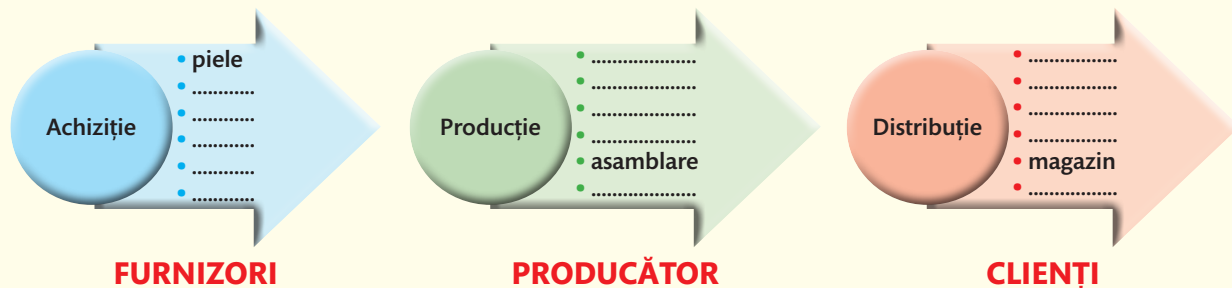 Achiziție
• piele
• ............
• ............
• ............
• ............
• ............
FURNIZORI
Producție
• ....................
• ....................
• ....................
• ....................
• asamblare
• ....................
PRODUCĂTOR
Distribuție
• .................
• .................
• .................
• .................
• magazin
• .................
CLIENȚI